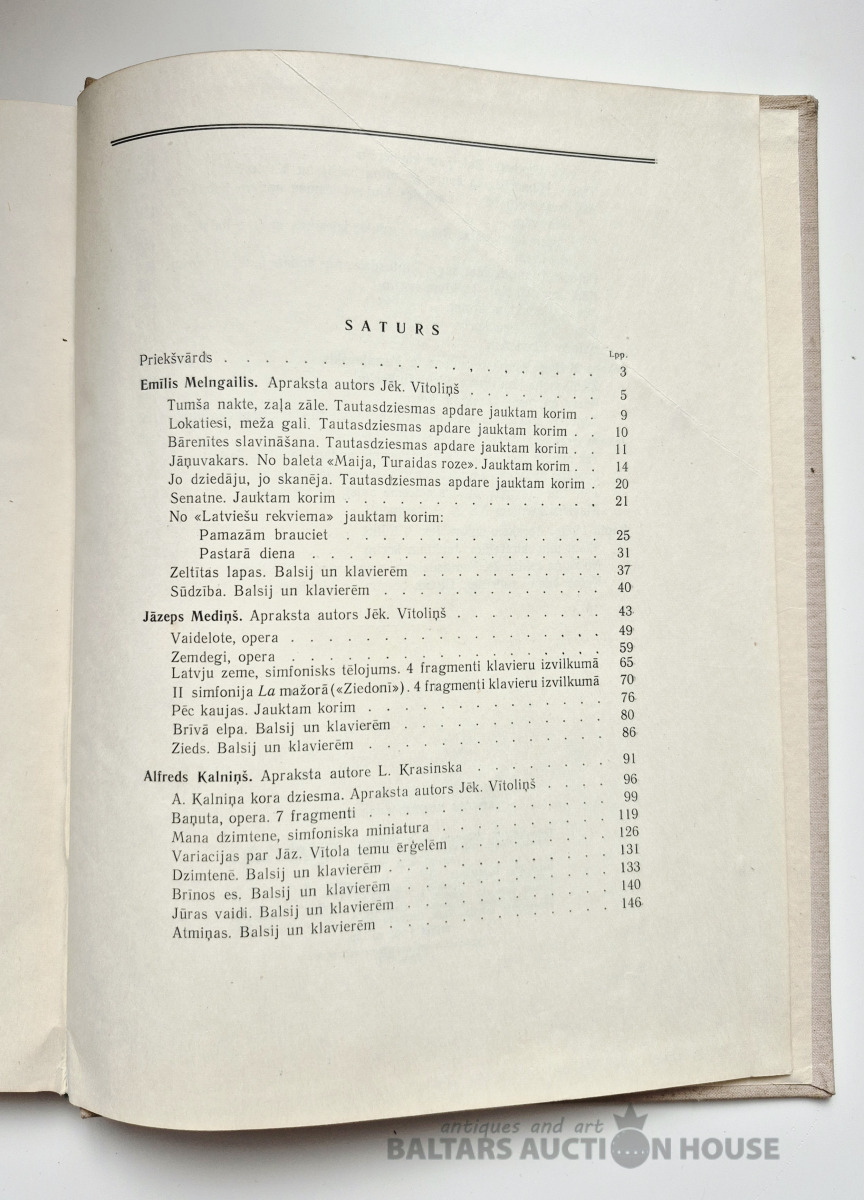 SATURS
Lpp.
Priekšvārds . . . . . . . . . . . . . . . . . . 3
Emīlis Melngailis. Apraksta autors Jēk. Vītoliņš . . . . . . . 5
Tumša nakte, zaļa zāle. Tautasdziesmas apdare jauktam korim . 9
Lokatiesi, meža gali. Tautasdziesmas apdare jauktam korim . . 10
Bārenītes slavināšana. Tautasdziesmas apdare jauktam korim . . 11
Jāņuvakars. No baleta «Maija, Turaidas roze». Jauktam korim . . 14
Jo dziedāju, jo skanēja. Tautasdziesmas apdare jauktam korim . 20
Senatne. Jauktam korim . . . . . . . . . . . . . . 21
No «Latviešu rekviema» jauktam korim:
Pamazām brauciet . . . . . . . . . . . . . . 25
Pastarā diena . . . . . . . . . . . . . . . . 31
Zeltītas lapas. Balsij un klavierēm . . . . . . . . . . 37
Sūdzība. Balsij un klavierēm . . . . . . . . . . . . 40
Jāzeps Mediņš. Apraksta autors Jēk. Vītoliņš . . . . . . . . 43
Vaidelote, opera . . . . . . . . . . . . . . . . . 49
Zemdegi, opera . . . . . . . . . . . . . . . . . 59
Latvju zeme, simfonisks tēlojums. 4 fragmenti klavieru izvilkumā 65
II simfonija La mažorā («Ziedonī»). 4 fragmenti klavieru izvilkumā 70
Pēc kaujas. Jauktam korim . . . . . . . . . . . . . 76
Brīvā elpa. Balsij un klavierēm . . . . . . . . . . . 80
Zieds. Balsij un klavierēm . . . . . . . . . . . . . 86
Alfreds Kalniņš. Apraksta autore L. Krasinska . . . . . . . 91
A. Kalniņa kora dziesma. Apraksta autors Jēk. Vītoliņš . . . . 96
Baņuta, opera. 7 fragmenti . . . . . . . . . . . . . 99
Mana dzimtene, simfoniska miniatura . . . . . . . . . 119
Variacijas par Jāz. Vītola temu ērģelēm . . . . . . . . 126
Dzimtenē. Balsij un klavierēm . . . . . . . . . . . . 131
Brīnos es. Balsij un klavierēm . . . . . . . . . . . 133
Jūras vaidi. Balsij un klavierēm . . . . . . . . . . . 140
Atmiņas. Balsij un klavierēm . . . . . . . . . . . . 146
antiques and art
BALTARS AUCTION HOUSE